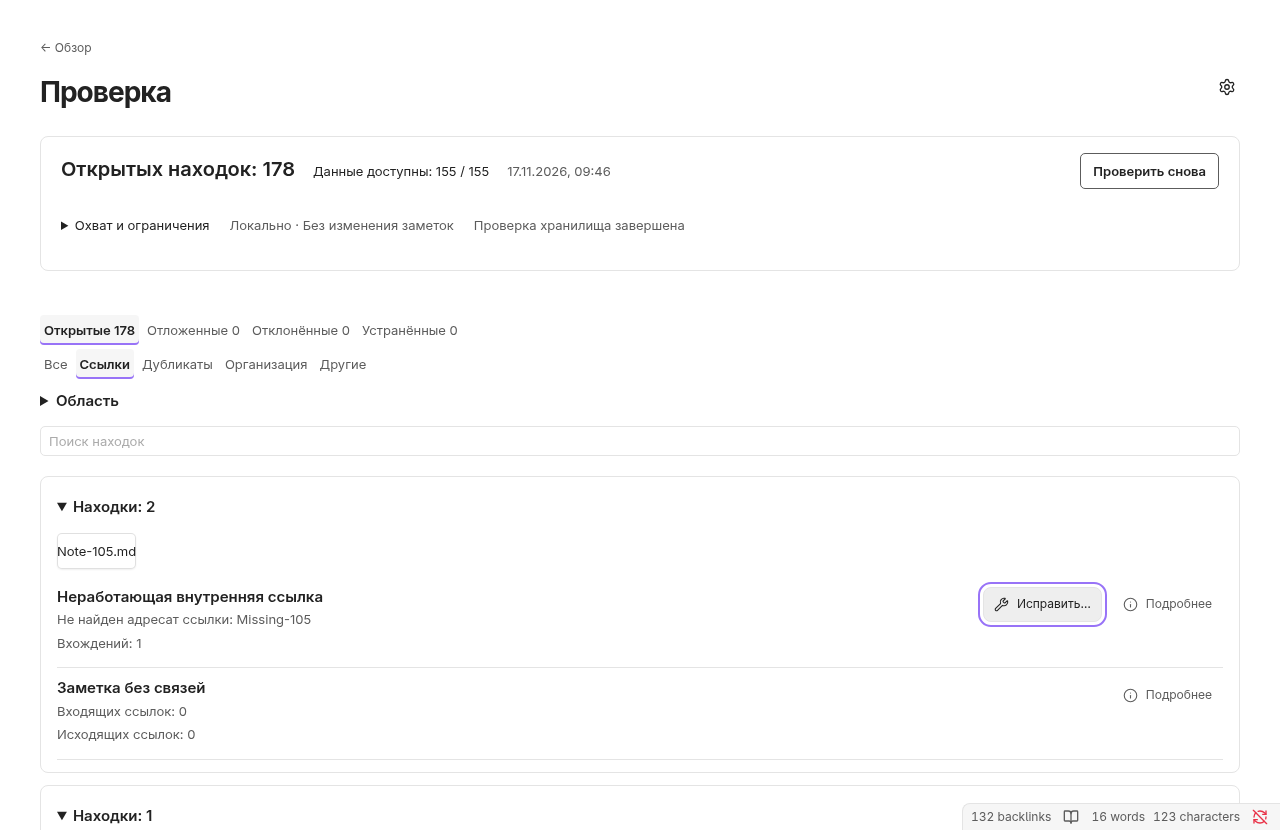 ← Обзор
Проверка
Открытых находок: 178 Данные доступны: 155 / 155 17.11.2026, 09:46 Проверить снова
Охват и ограничения Локально · Без изменения заметок Проверка хранилища завершена
Открытые 178 Отложенные 0 Отклонённые 0 Устранённые 0
Все Ссылки Дубликаты Организация Другие
Область
Поиск находок
Находки: 2
Note-105.md
Неработающая внутренняя ссылка
Исправить... Подробнее
Не найден адресат ссылки: Missing-105
Вхождений: 1
Заметка без связей
Подробнее
Входящих ссылок: 0
Исходящих ссылок: 0
Находки: 1
132 backlinks 16 words 123 characters